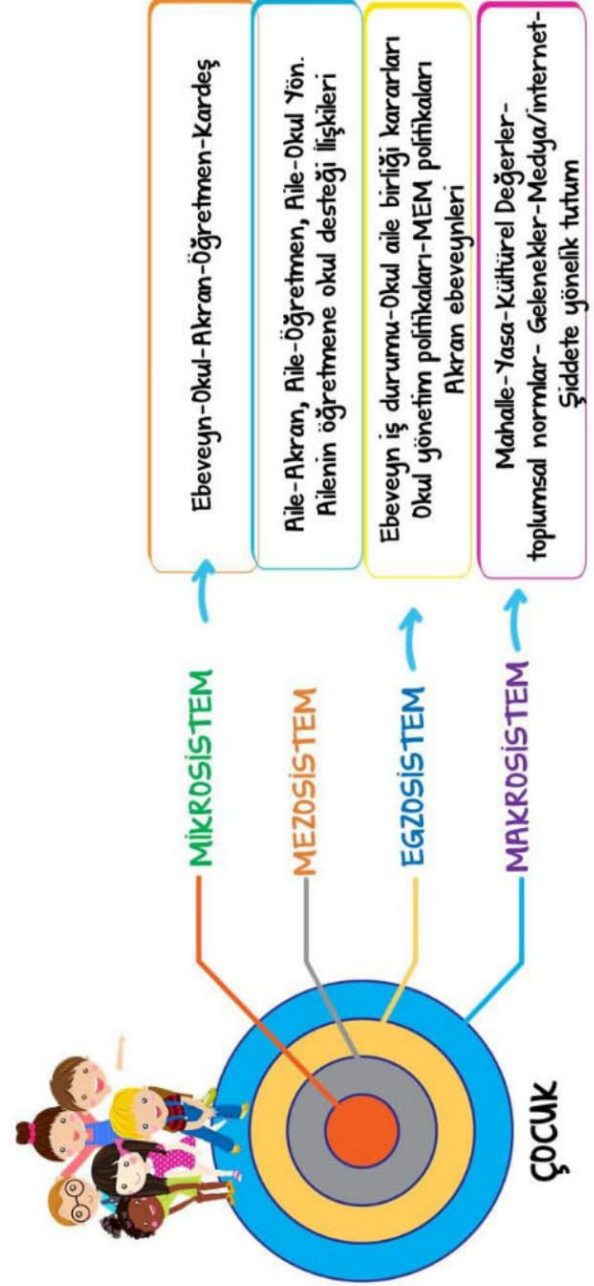 MİKROSİSTEM
Ebeveyn-Okul-Akran-Öğretmen-Kardeş
MEZOSİSTEM
Aile-Akran, Aile-Öğretmen, Aile-Okul Yön.
Ailenin öğretmene okul desteği İlişkileri
EGZOSİSTEM
Ebeveyn iş durumu-Okul aile birliği kararları
Okul yönetim politikaları-MEM politikaları
Akran ebeveynleri
MAKROSİSTEM
Mahalle-Yasa-Kültürel Değerler-
toplumsal normlar- Gelenekler-Medya/internet-
Şiddete yönelik tutum
ÇOCUK